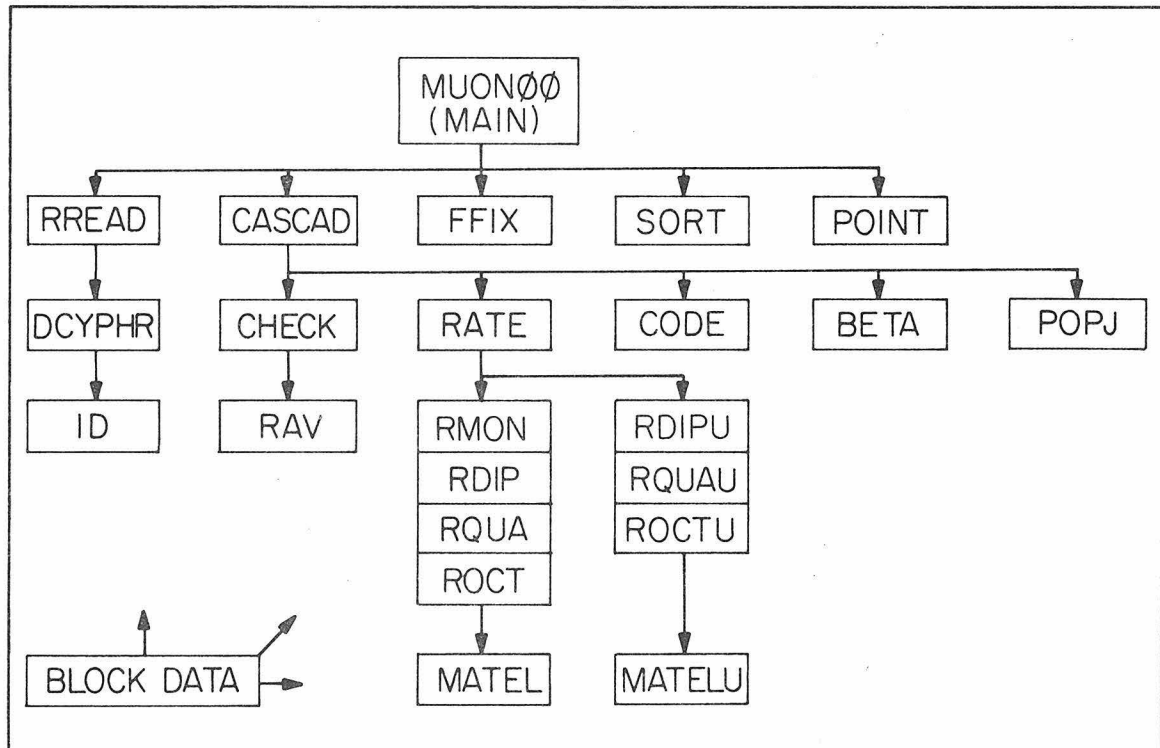 MUONØØ
(MAIN)
RREAD
CASCAD
FFIX
SORT
POINT
DCYPHR
CHECK
RATE
CODE
BETA
POPJ
ID
RAV
RMON
RDIPU
RDIP
RQUAU
RQUA
ROCTU
ROCT
BLOCK DATA
MATEL
MATELU